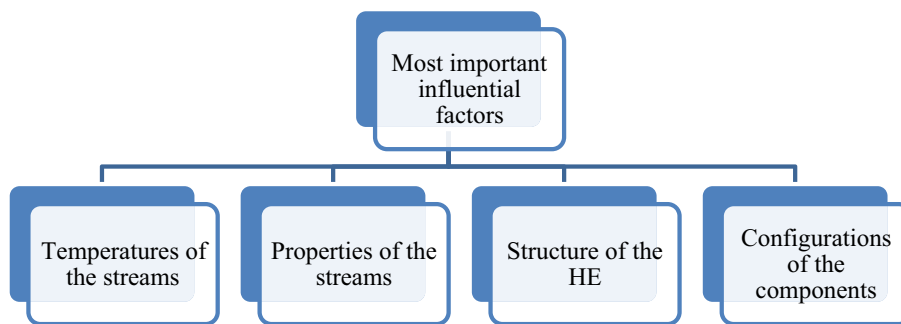 Most important
influential
factors
Temperatures of
the streams
Properties of the
streams
Structure of the
HE
Configurations
of the
components